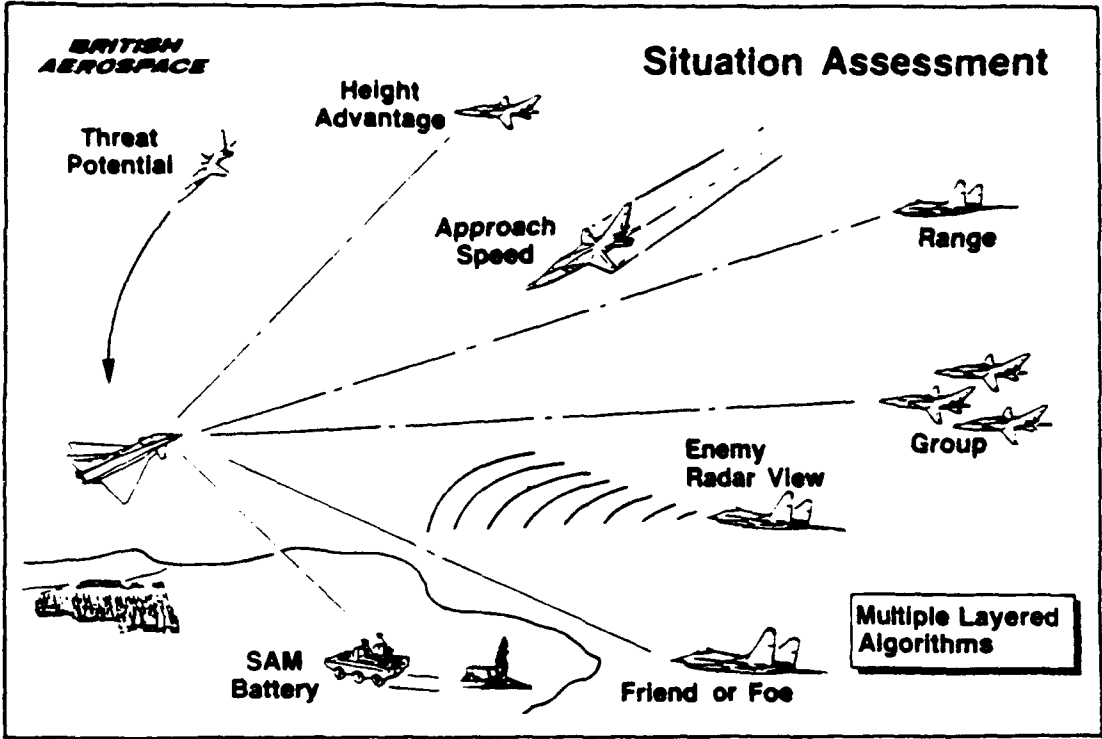 BRITISH
AEROSPACE
Situation Assessment
Height
Advantage
Threat
Potential
Approach
Speed
Range
Group
Enemy
Radar View
SAM
Battery
Friend or Foe
Multiple Layered
Algorithms